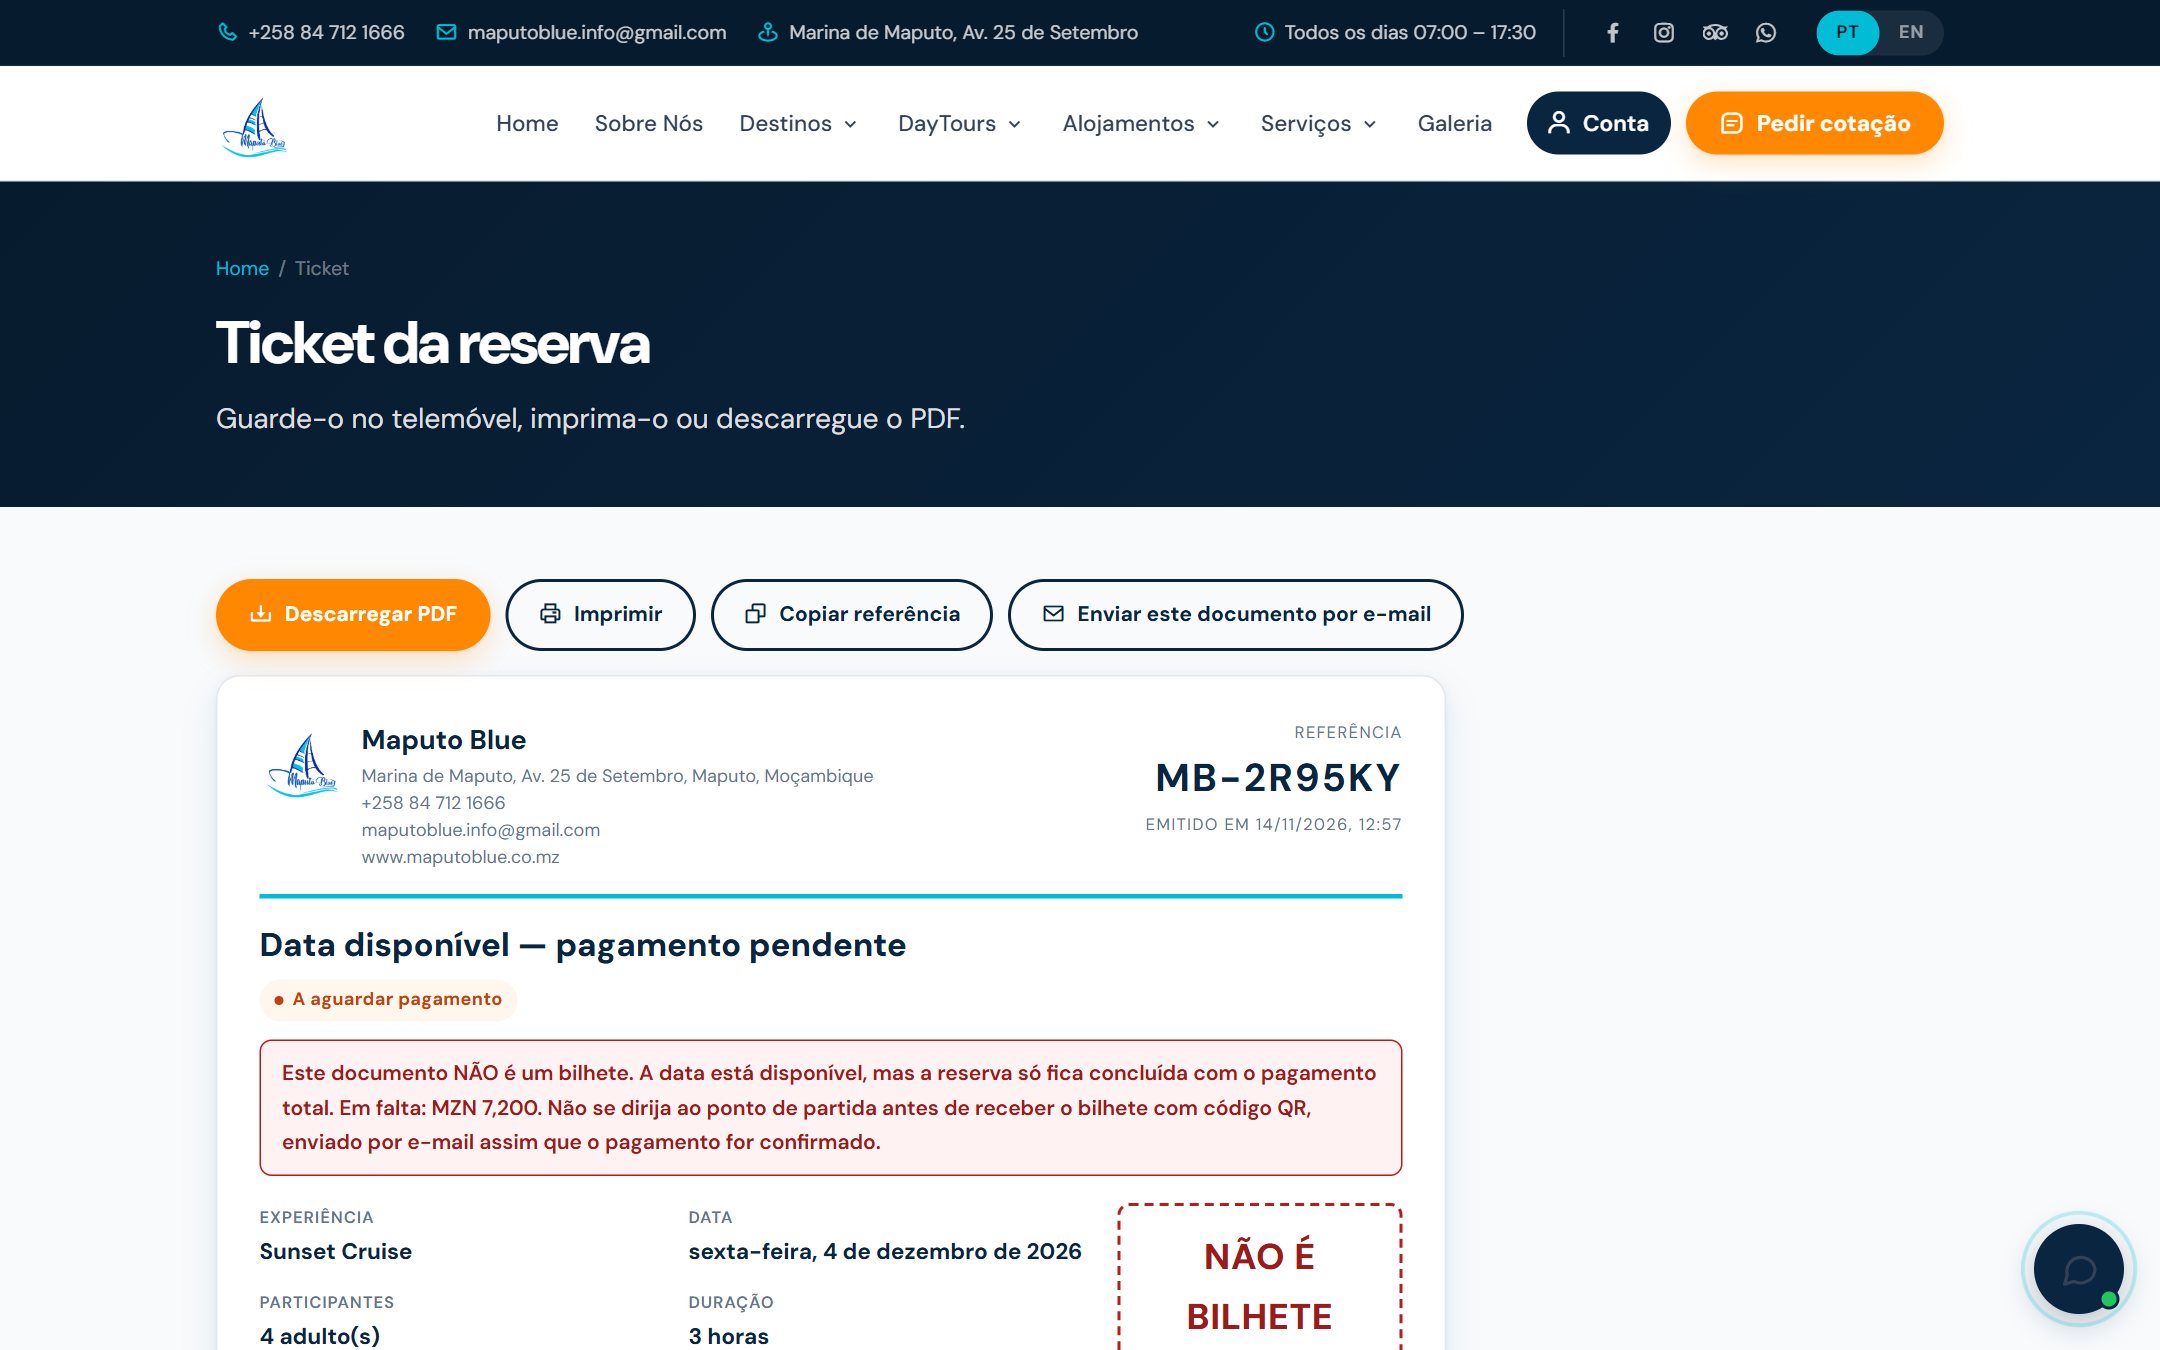 +258 84 712 1666
maputoblue.info@gmail.com
Marina de Maputo, Av. 25 de Setembro
Todos os dias 07:00 – 17:30
PT
EN
Maputo Blue
Home
Sobre Nós
Destinos
DayTours
Alojamentos
Serviços
Galeria
Conta
Pedir cotação
Home / Ticket
Ticket da reserva
Guarde-o no telemóvel, imprima-o ou descarregue o PDF.
Descarregar PDF
Imprimir
Copiar referência
Enviar este documento por e-mail
Maputo Blue
Maputo Blue
Marina de Maputo, Av. 25 de Setembro, Maputo, Moçambique
+258 84 712 1666
maputoblue.info@gmail.com
www.maputoblue.co.mz
REFERÊNCIA
MB-2R95KY
EMITIDO EM 14/11/2026, 12:57
Data disponível — pagamento pendente
A aguardar pagamento
Este documento NÃO é um bilhete. A data está disponível, mas a reserva só fica concluída com o pagamento
total. Em falta: MZN 7,200. Não se dirija ao ponto de partida antes de receber o bilhete com código QR,
enviado por e-mail assim que o pagamento for confirmado.
EXPERIÊNCIA
Sunset Cruise
DATA
sexta-feira, 4 de dezembro de 2026
PARTICIPANTES
4 adulto(s)
DURAÇÃO
3 horas
NÃO É
BILHETE